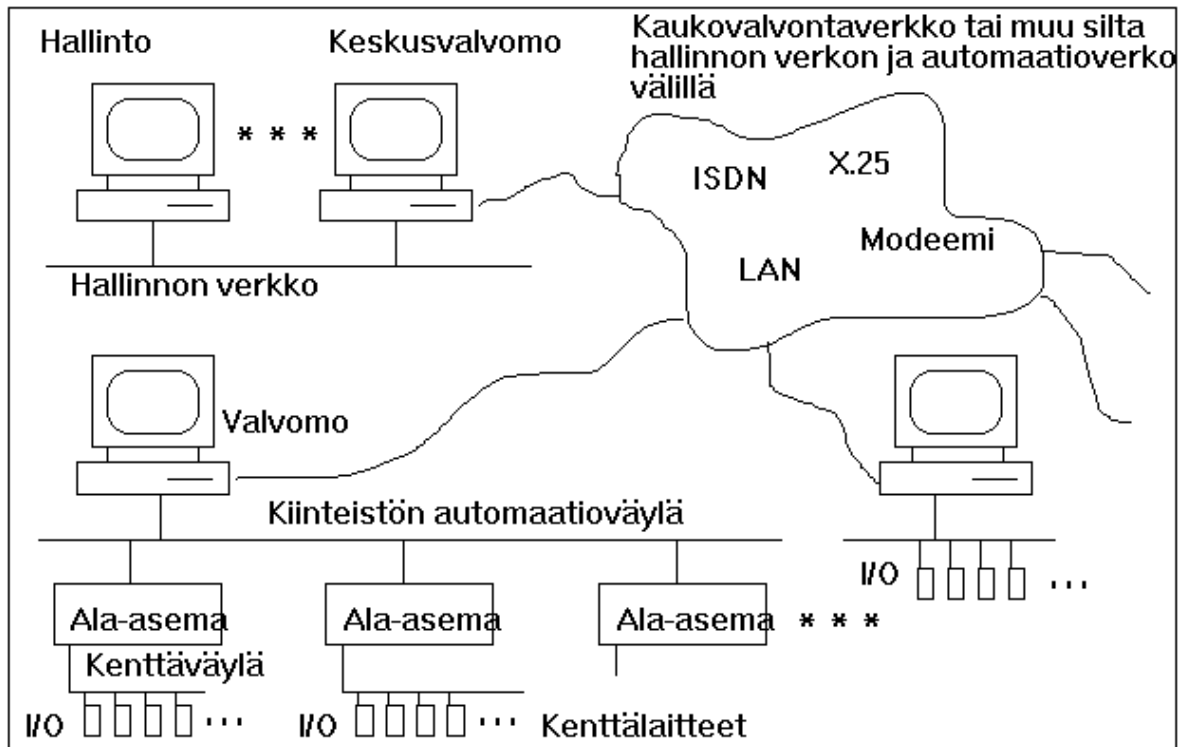 Hallinto
Keskusvalvomo
Kaukovalvontaverkko tai muu silta
hallinnon verkon ja automaatioverko
välillä
* * *
ISDN
X.25
Modeemi
LAN
Hallinnon verkko
Valvomo
Kiinteistön automaatioväylä
I/O
...
Ala-asema
Ala-asema
Ala-asema
* * *
Kenttäväylä
I/O
...
I/O
...
Kenttälaitteet